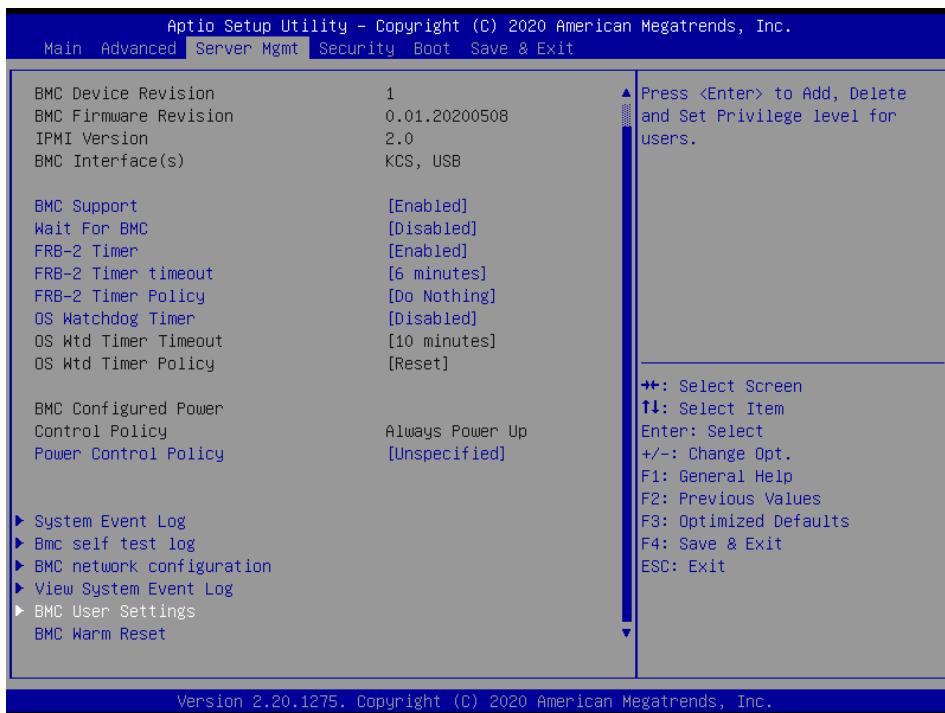 Aptio Setup Utility – Copyright (C) 2020 American Megatrends, Inc.
Main Advanced Server Mgmt Security Boot Save & Exit
BMC Device Revision 1
BMC Firmware Revision 0.01.20200508
IPMI Version 2.0
BMC Interface(s) KCS, USB
BMC Support [Enabled]
Wait For BMC [Disabled]
FRB-2 Timer [Enabled]
FRB-2 Timer timeout [6 minutes]
FRB-2 Timer Policy [Do Nothing]
OS Watchdog Timer [Disabled]
OS Wtd Timer Timeout [10 minutes]
OS Wtd Timer Policy [Reset]
BMC Configured Power
Control Policy Always Power Up
Power Control Policy [Unspecified]
System Event Log
Bmc self test log
BMC network configuration
View System Event Log
BMC User Settings
BMC Warm Reset
Press <Enter> to Add, Delete
and Set Privilege level for
users.
→←: Select Screen
↑↓: Select Item
Enter: Select
+/-: Change Opt.
F1: General Help
F2: Previous Values
F3: Optimized Defaults
F4: Save & Exit
ESC: Exit
Version 2.20.1275. Copyright (C) 2020 American Megatrends, Inc.